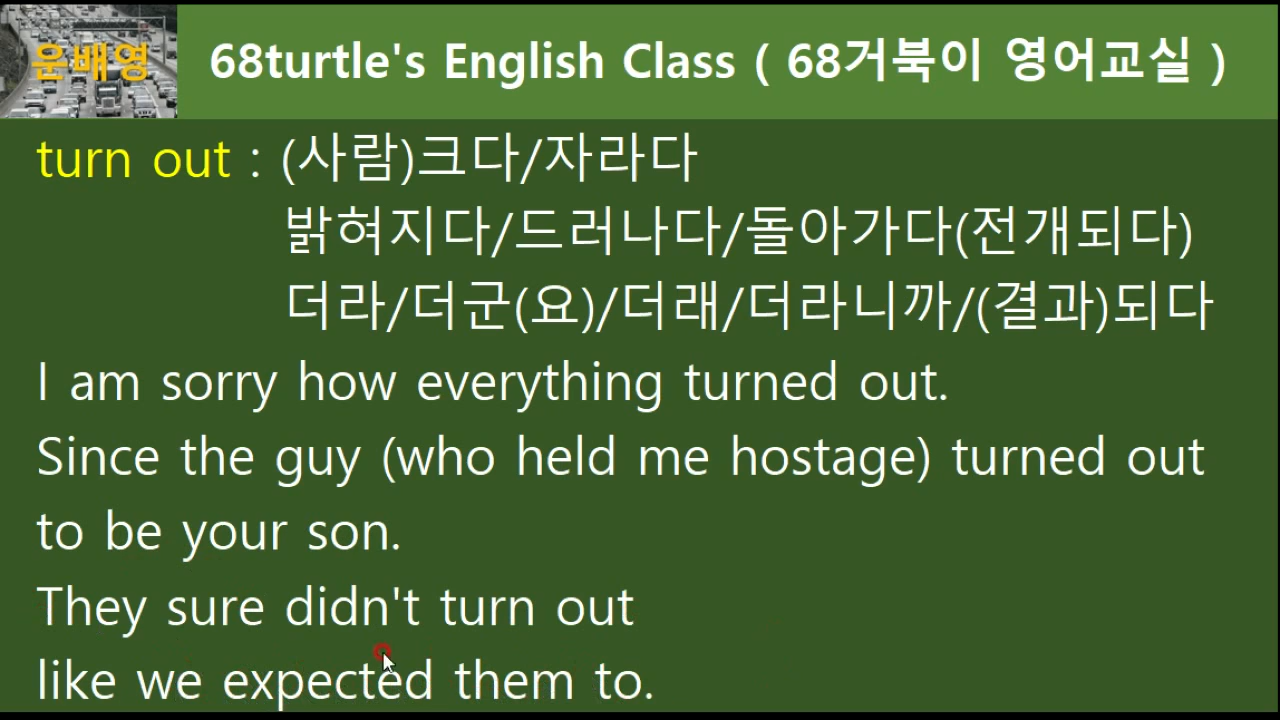 운배영
68turtle's English Class ( 68거북이 영어교실 )
turn out : (사람)크다/자라다
밝혀지다/드러나다/돌아가다(전개되다)
더라/더군(요)/더래/더라니까/(결과)되다
I am sorry how everything turned out.
Since the guy (who held me hostage) turned out
to be your son.
They sure didn't turn out
like we expected them to.